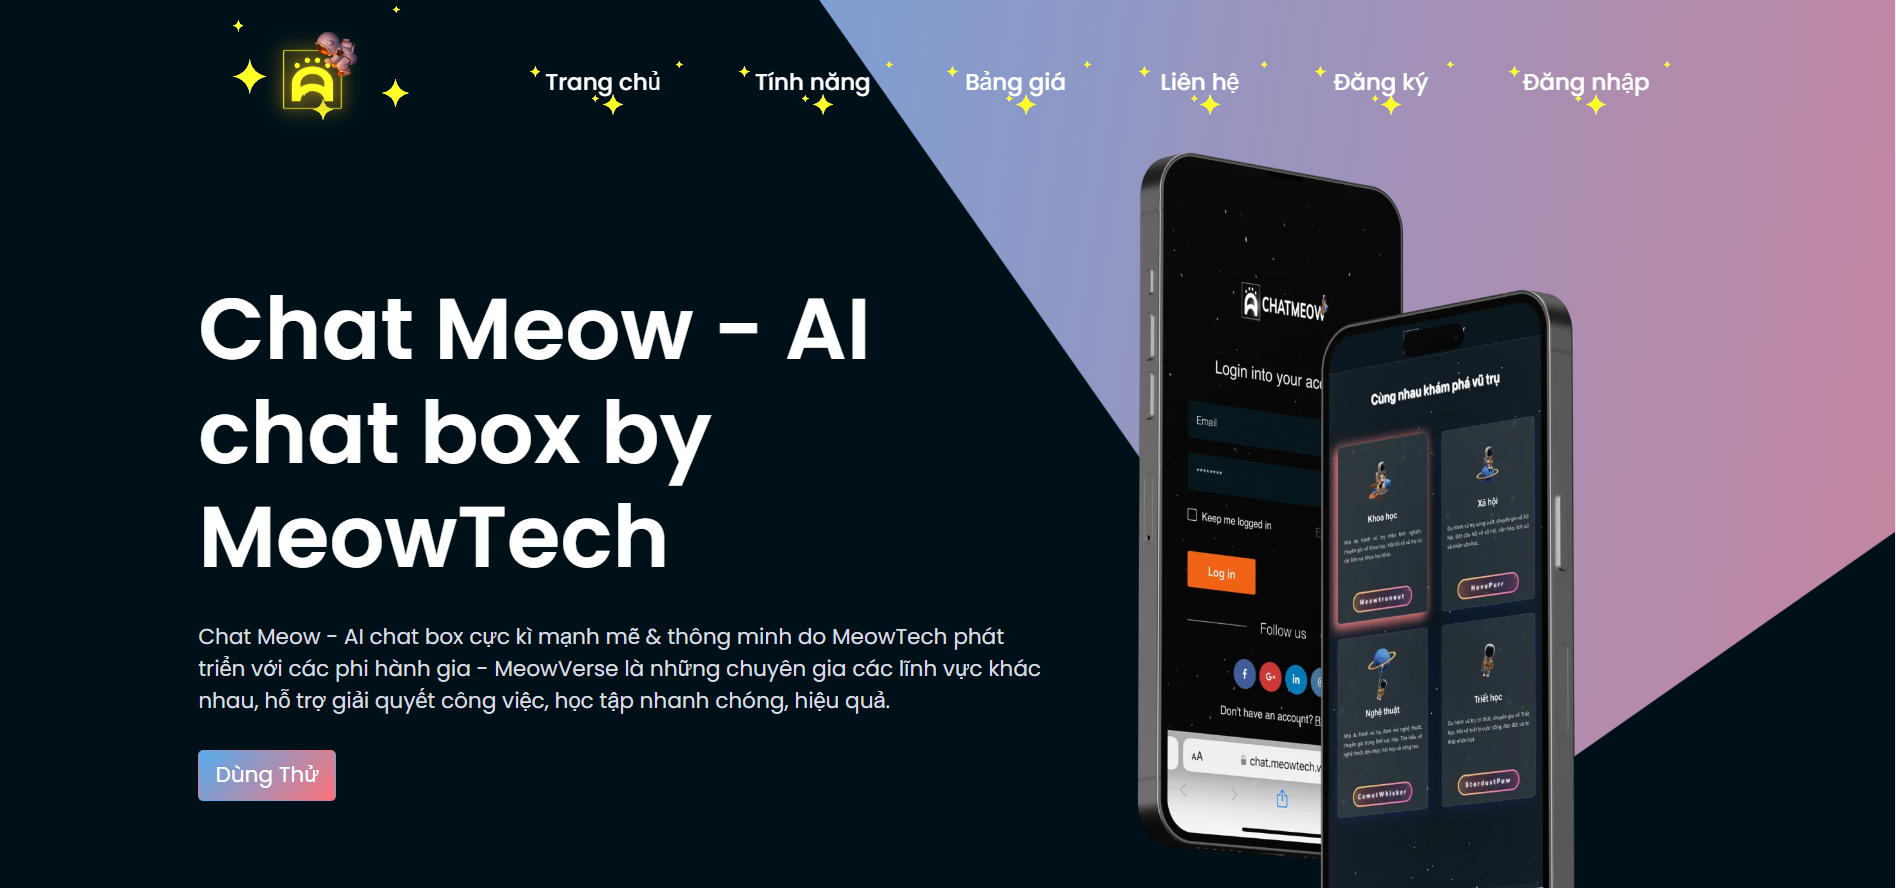 Trang chủ
Tính năng
Bảng giá
Liên hệ
Đăng ký
Đăng nhập
Chat Meow - AI
chat box by
MeowTech
Chat Meow - AI chat box cực kì mạnh mẽ & thông minh do MeowTech phát
triển với các phi hành gia - MeowVerse là những chuyên gia các lĩnh vực khác
nhau, hỗ trợ giải quyết công việc, học tập nhanh chóng, hiệu quả.
Dùng Thử
CHATMEOW
Login into your acc
Email
********
Keep me logged in
Log in
Follow us
Don't have an account?
AA
chat.meowtech.v
Cùng nhau khám phá vũ trụ
Khoa học
Meowtronaut
Xã hội
NovaPurr
Nghệ thuật
CometWhisker
Triết học
StardustPaw